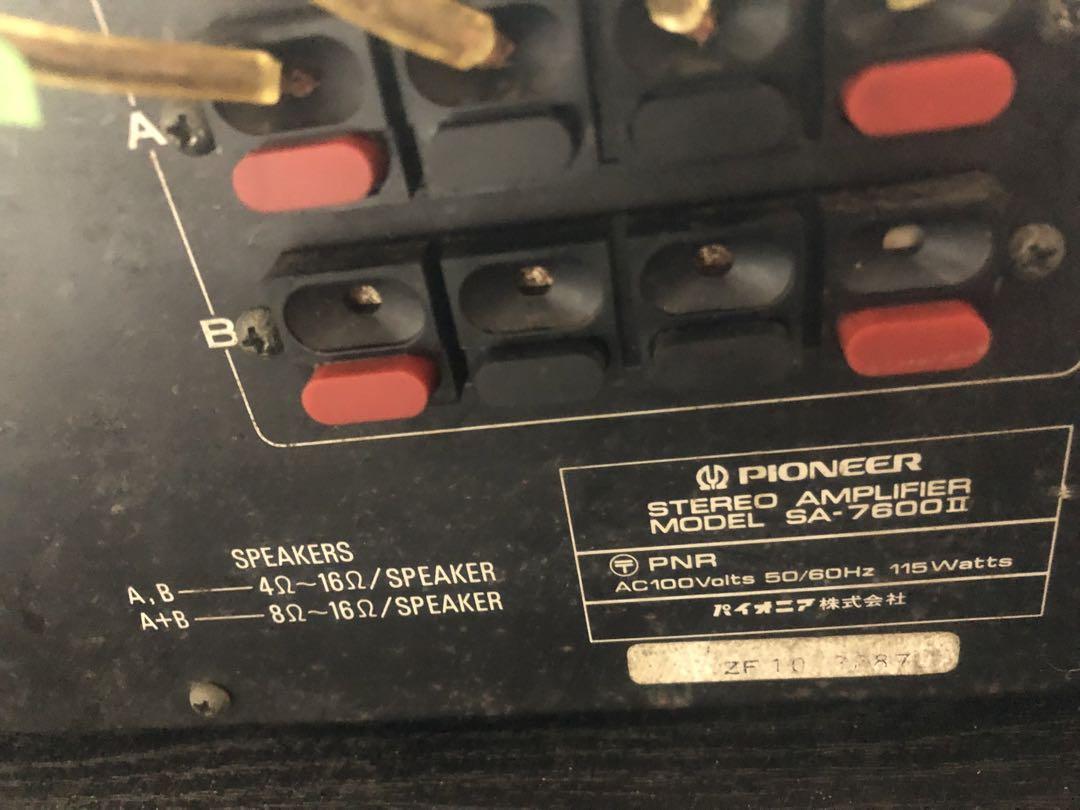 A
B
SPEAKERS
A,B 4Ω~16Ω/SPEAKER
A+B 8Ω~16Ω/SPEAKER
PIONEER
STEREO AMPLIFIER
MODEL SA-7600II
〒 PNR
AC100Volts 50/60Hz 115Watts
パイオニア株式会社
ZF10